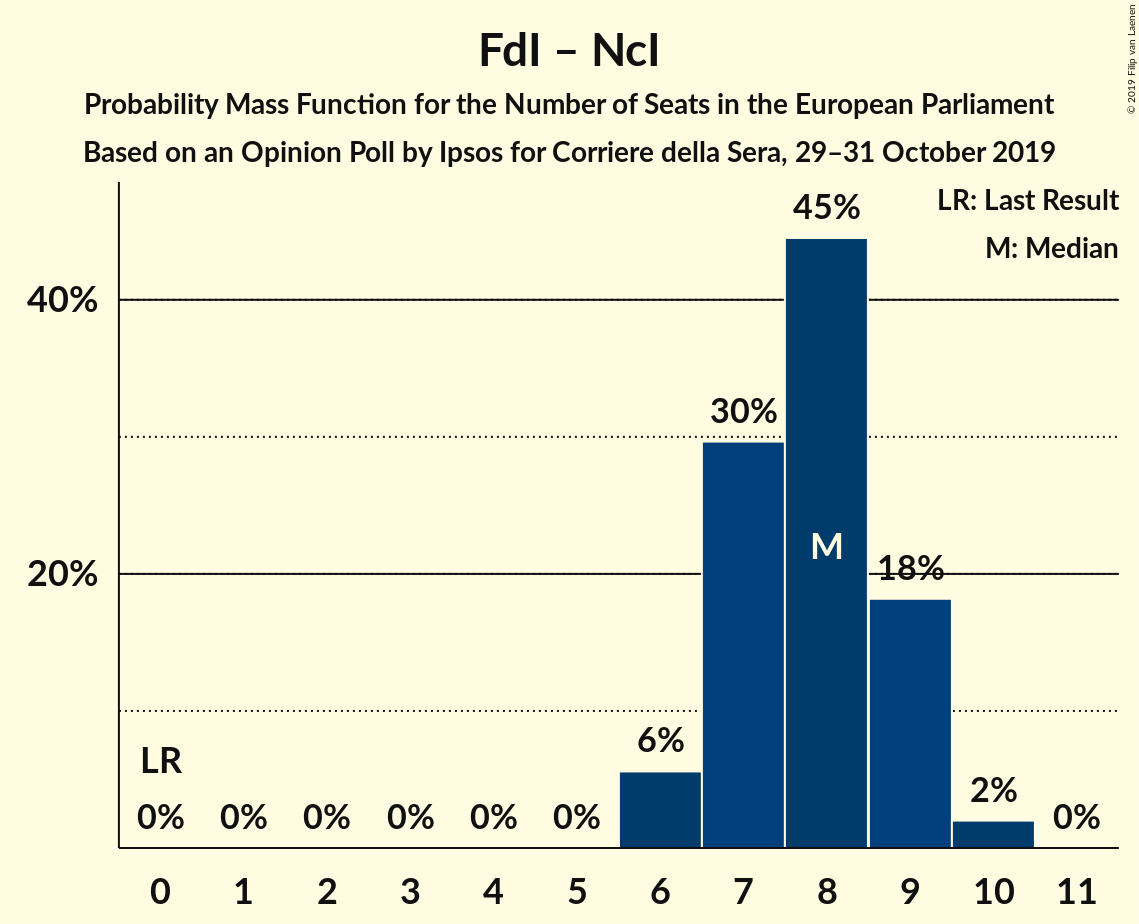 FdI – NcI
Probability Mass Function for the Number of Seats in the European Parliament
Based on an Opinion Poll by Ipsos for Corriere della Sera, 29–31 October 2019
© 2019 Filip van Laenen
LR: Last Result
M: Median
45%
40%
30%
M
18%
20%
6%
LR
2%
0% 0% 0% 0% 0% 0% 0%
0 1 2 3 4 5 6 7 8 9 10 11